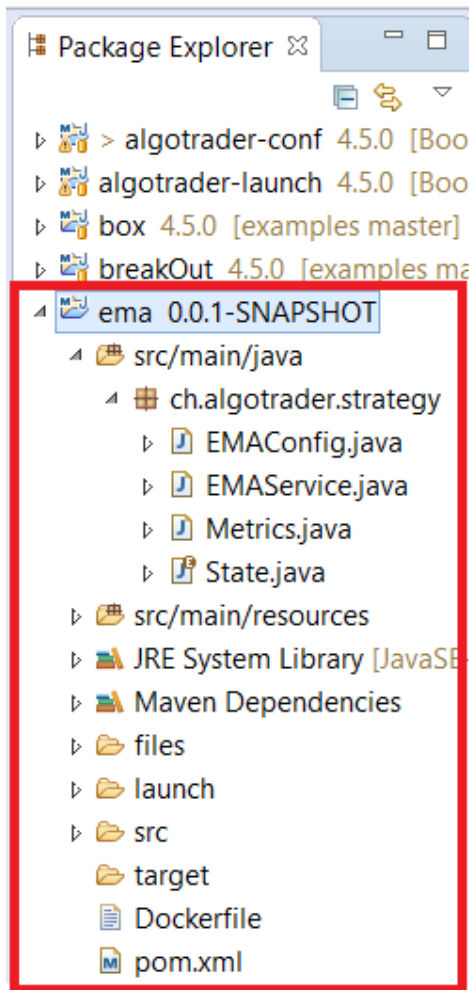 Package Explorer
> algotrader-conf 4.5.0 [Boo
algotrader-launch 4.5.0 [Boo
box 4.5.0 [examples master]
breakOut 4.5.0 [examples ma
ema 0.0.1-SNAPSHOT
src/main/java
ch.algotrader.strategy
EMAConfig.java
EMAService.java
Metrics.java
State.java
src/main/resources
JRE System Library [JavaSE-
Maven Dependencies
files
launch
src
target
Dockerfile
pom.xml